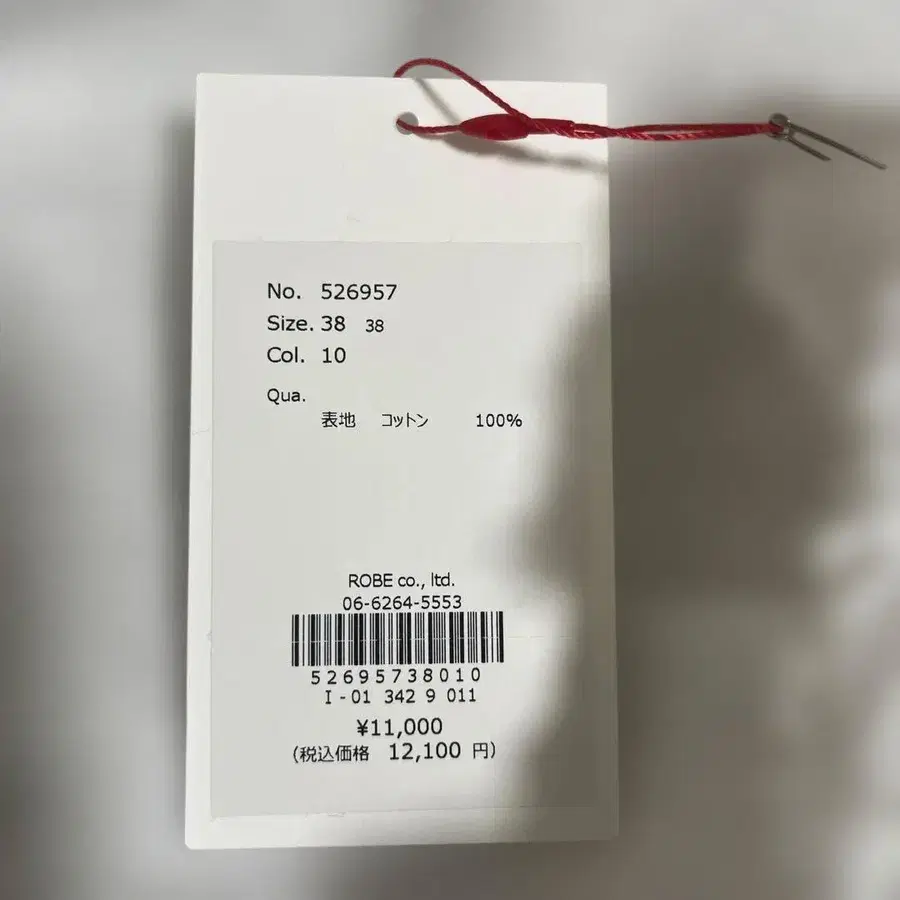 No. 526957
Size. 38 38
Col. 10
Qua.
表地 コットン 100%
ROBE co., ltd.
06-6264-5553
52695738010
I-01 342 9 011
¥11,000
(税込価格 12,100 円)